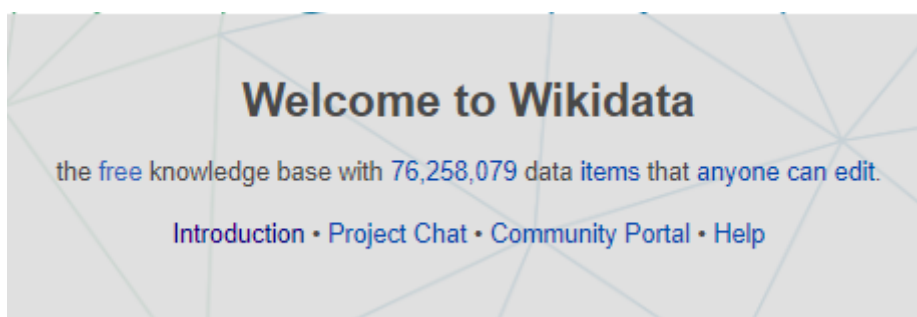 Welcome to Wikidata
the free knowledge base with 76,258,079 data items that anyone can edit.
Introduction • Project Chat • Community Portal • Help